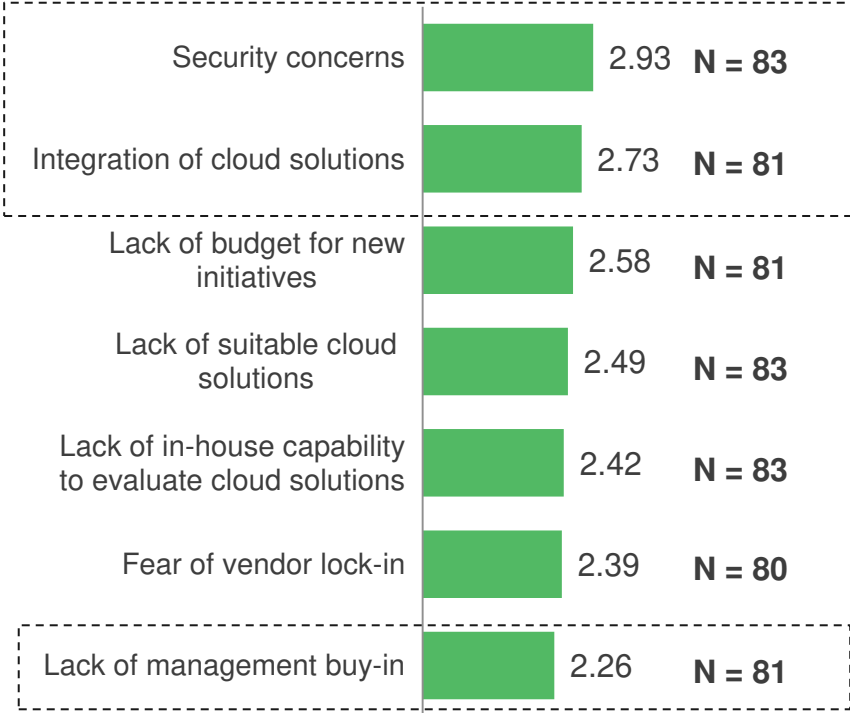 Security concerns 2.93 N = 83
Integration of cloud solutions 2.73 N = 81
Lack of budget for new
initiatives 2.58 N = 81
Lack of suitable cloud
solutions 2.49 N = 83
Lack of in-house capability
to evaluate cloud solutions 2.42 N = 83
Fear of vendor lock-in 2.39 N = 80
Lack of management buy-in 2.26 N = 81